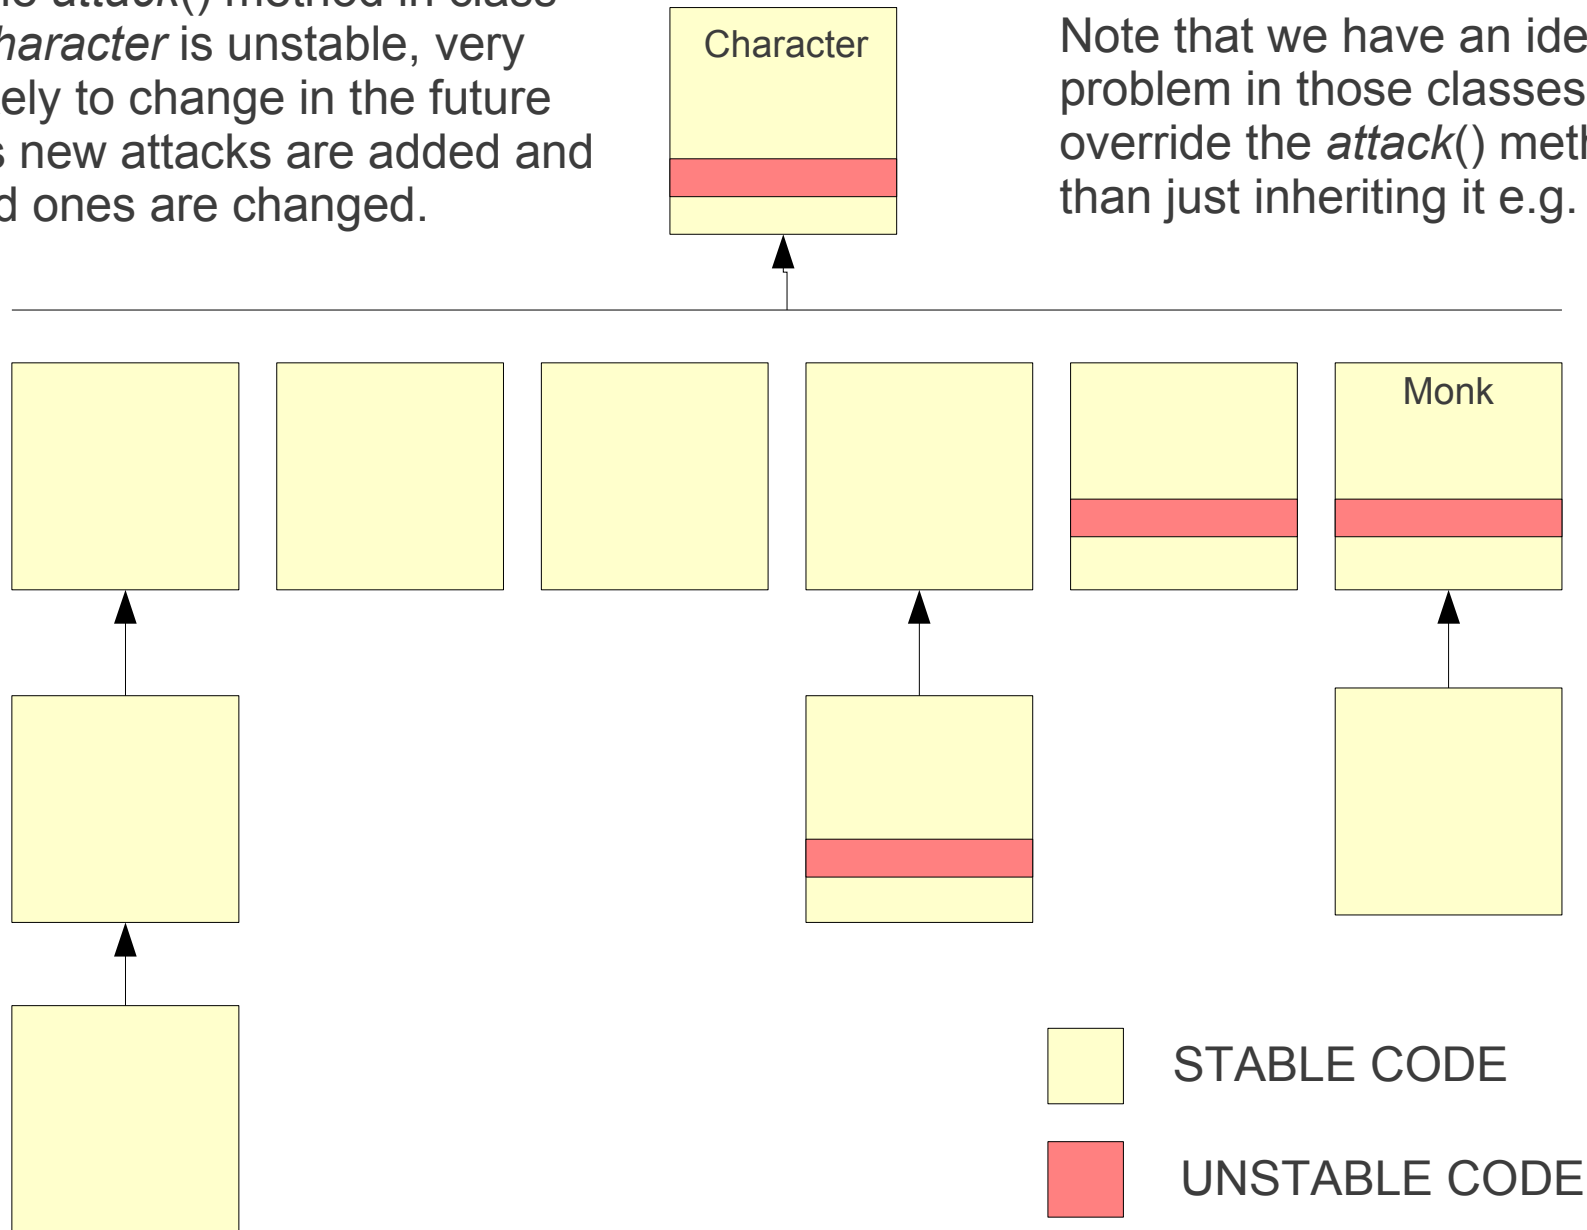 attack() method in class
haracter is unstable, very
ely to change in the future
s new attacks are added and
d ones are changed.
Character
Note that we have an ide
problem in those classes
override the attack() meth
than just inheriting it e.g.
Monk
STABLE CODE
UNSTABLE CODE